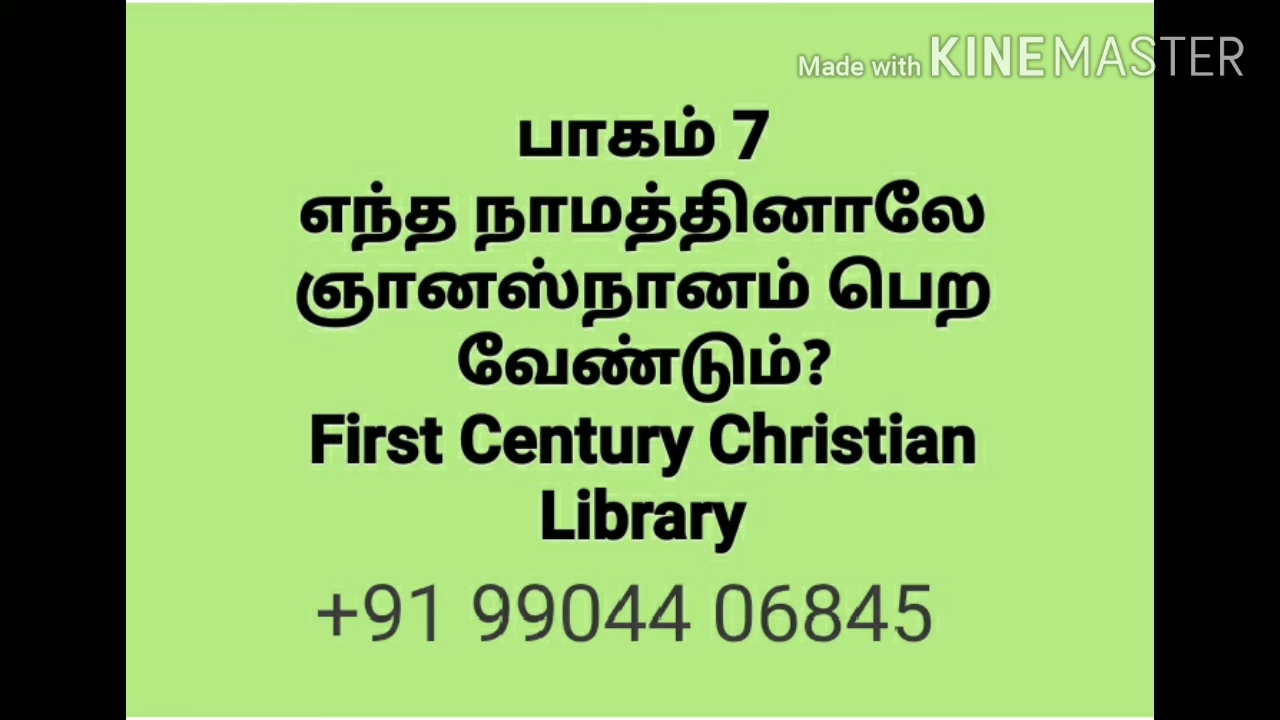 Made with KINEMASTER
பாகம் 7
எந்த நாமத்தினாலே
ஞானஸ்நானம் பெற
வேண்டும்?
First Century Christian
Library
+91 99044 06845